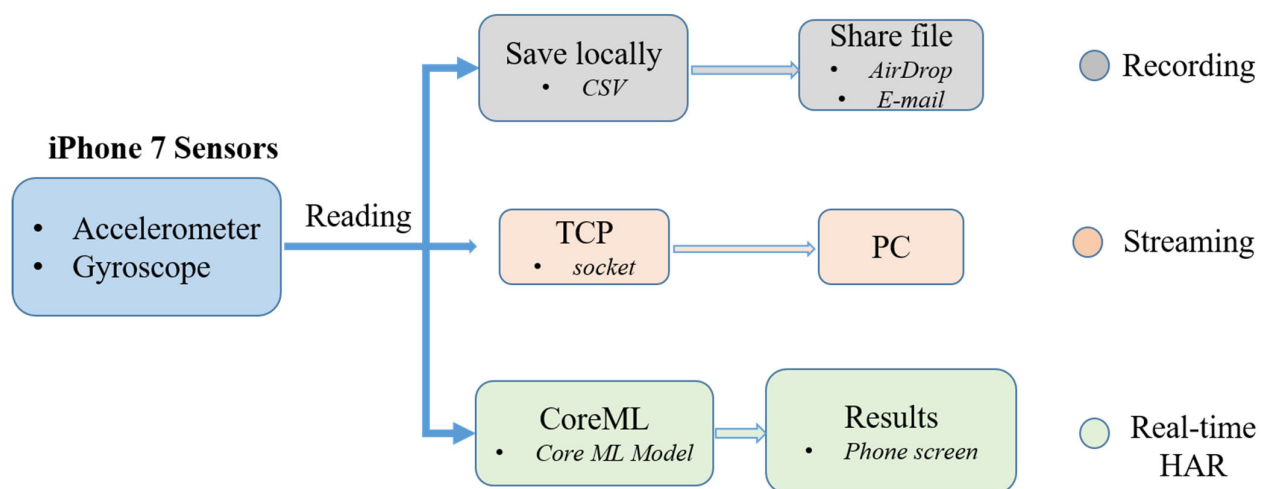 Save locally
• CSV
Share file
• AirDrop
• E-mail
Recording
iPhone 7 Sensors
• Accelerometer
• Gyroscope
Reading
TCP
• socket
PC
Streaming
CoreML
• Core ML Model
Results
• Phone screen
Real-time
HAR